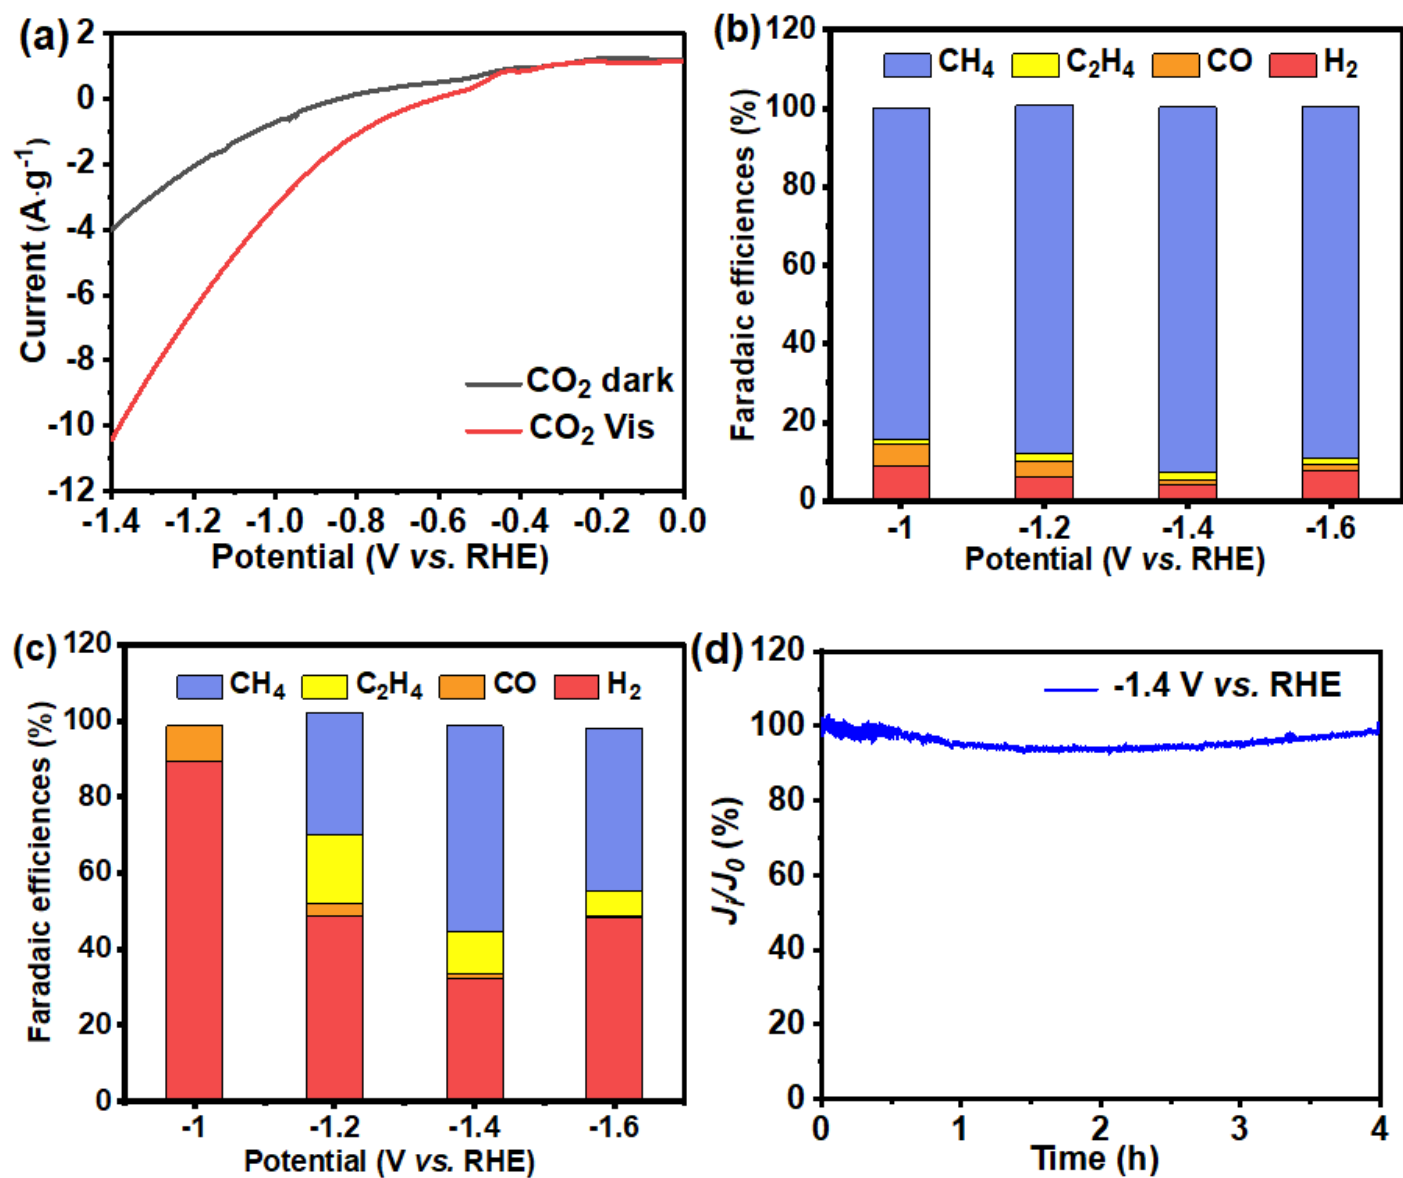 (a)
2
0
-2
-4
-6
-8
-10
-12
Current (A·g⁻¹)
CO₂ dark
CO₂ Vis
-1.4 -1.2 -1.0 -0.8 -0.6 -0.4 -0.2 0.0
Potential (V vs. RHE)
(b)
120
100
80
60
40
20
0
Faradaic efficiences (%)
CH₄ C₂H₄ CO H₂
-1 -1.2 -1.4 -1.6
Potential (V vs. RHE)
(c)
120
100
80
60
40
20
0
Faradaic efficiences (%)
CH₄ C₂H₄ CO H₂
-1 -1.2 -1.4 -1.6
Potential (V vs. RHE)
(d)
120
100
80
60
40
20
0
Jᵢ/J₀ (%)
-1.4 V vs. RHE
0 1 2 3 4
Time (h)